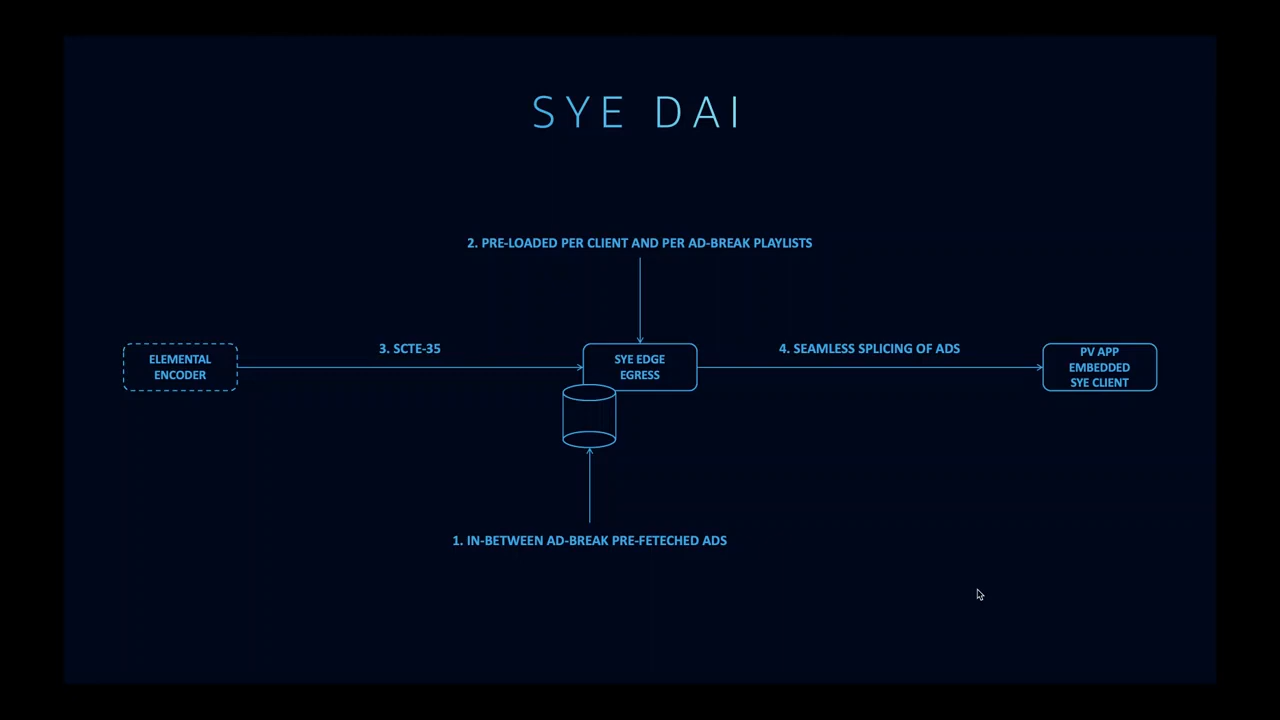 SYE DAI
2. PRE-LOADED PER CLIENT AND PER AD-BREAK PLAYLISTS
ELEMENTAL
ENCODER
3. SCTE-35
SYE EDGE
EGRESS
4. SEAMLESS SPLICING OF ADS
PV APP
EMBEDDED
SYE CLIENT
1. IN-BETWEEN AD-BREAK PRE-FETECHED ADS